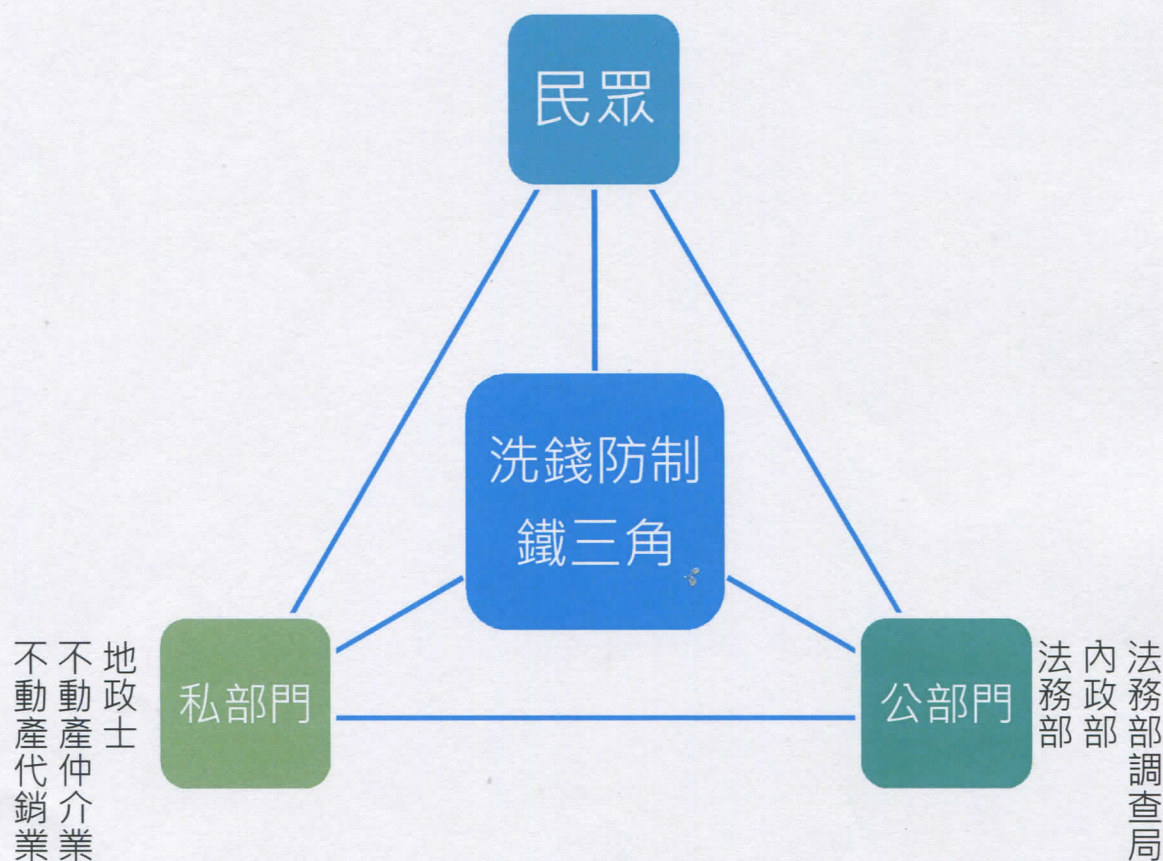 民眾
洗錢防制
鐵三角
私部門
地政士
不動產仲介業
不動產代銷業
公部門
法務部調查局
內政部
法務部